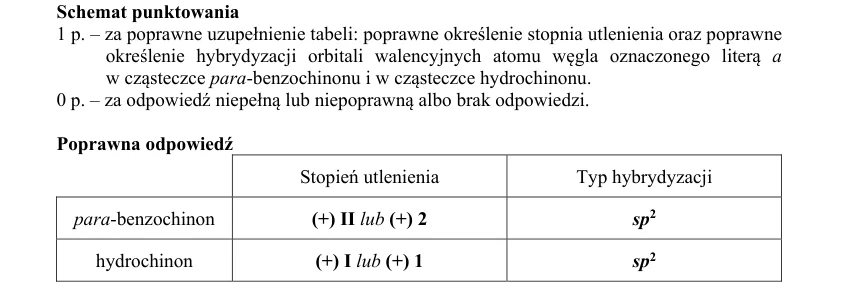 Schemat punktowania
1 p. – za poprawne uzupełnienie tabeli: poprawne określenie stopnia utlenienia oraz poprawne
określenie hybrydyzacji orbitali walencyjnych atomu węgla oznaczonego literą a
w cząsteczce para-benzochinonu i w cząsteczce hydrochinonu.
0 p. – za odpowiedź niepełną lub niepoprawną albo brak odpowiedzi.
Poprawna odpowiedź
Stopień utlenienia Typ hybrydyzacji
para-benzochinon (+) II lub (+) 2 sp²
hydrochinon (+) I lub (+) 1 sp²